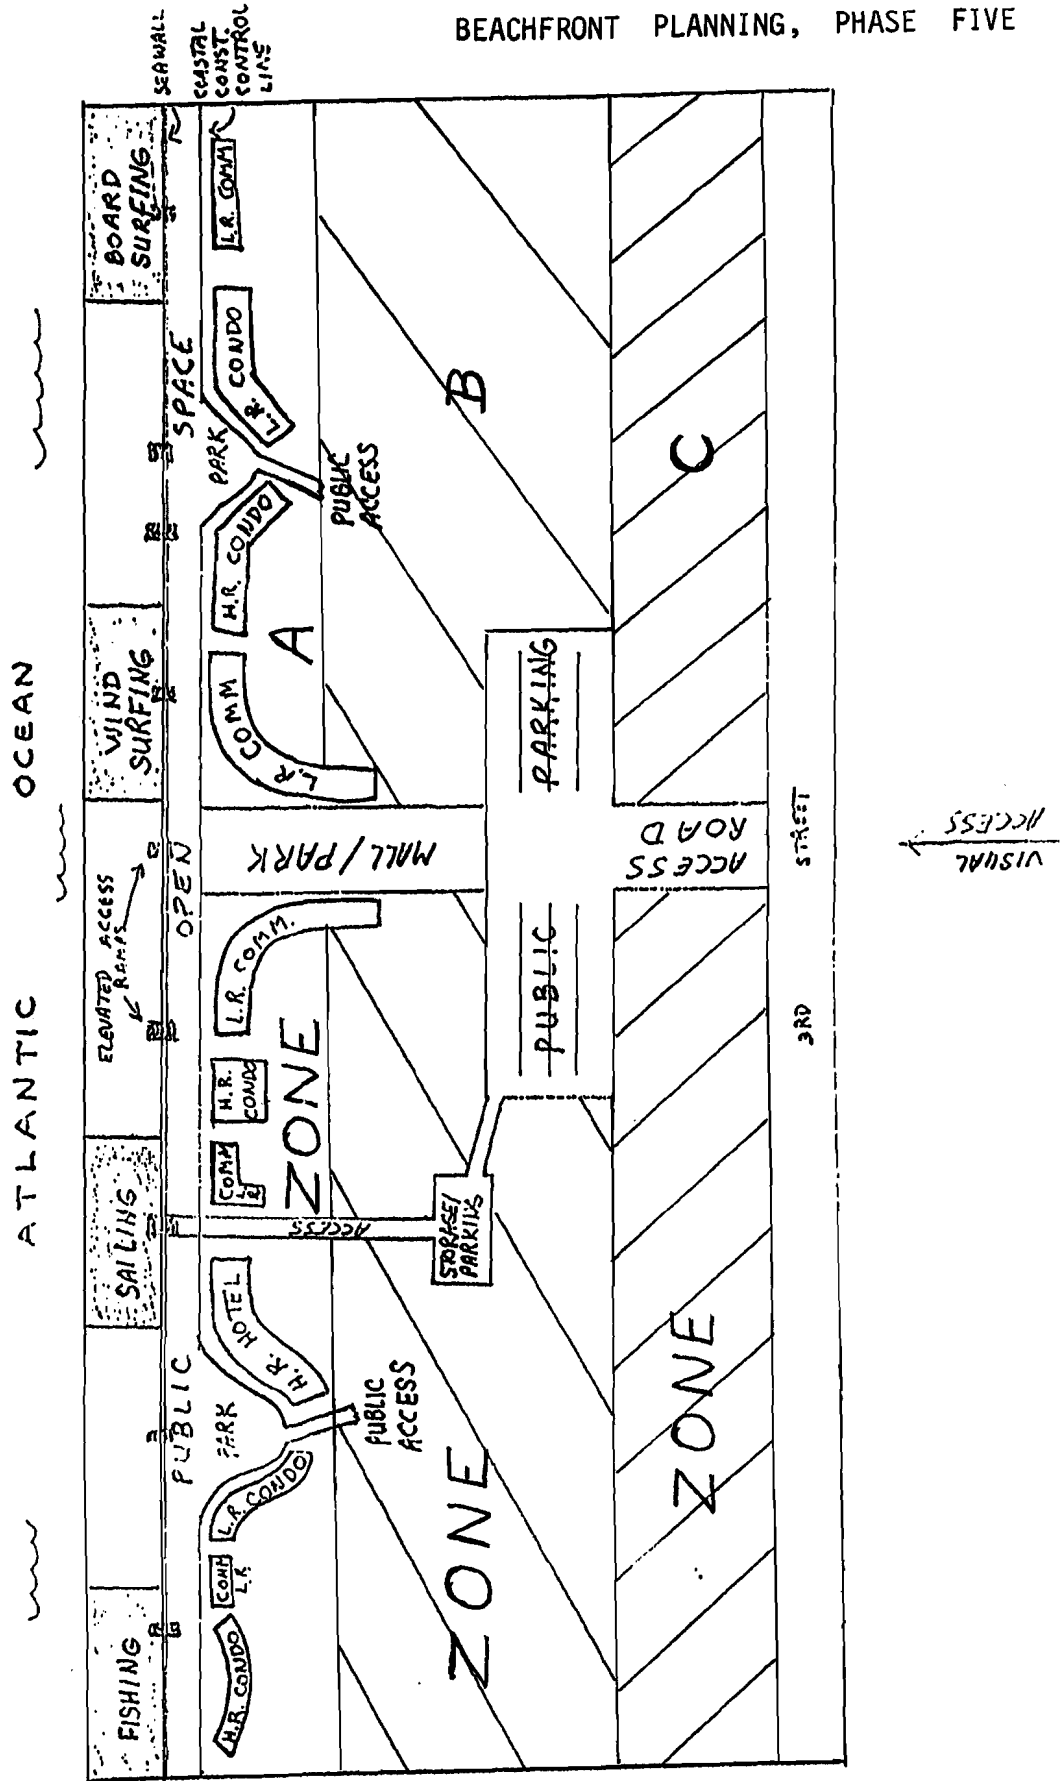 BEACHFRONT PLANNING, PHASE FIVE
ATLANTIC OCEAN
SEAWALL
COASTAL
CONST.
CONTROL
LINE
FISHING
SAILING
ELEVATED ACCESS
RAMPS
WIND
SURFING
BOARD
SURFING
PUBLIC OPEN SPACE
H.R. CONDO
COMM
L.R.
L.R. CONDO
PARK
H.R. HOTEL
PUBLIC
ACCESS
ACCESS
COMM
L
R
H.R.
CONDO
L.R. COMM.
MALL/PARK
L.R. COMM
H.R. CONDO
PARK
PUBLIC
ACCESS
L.R. CONDO
L.R. COMM
ZONE A
STORAGE/
PARKING
ZONE B
PUBLIC PARKING
ACCESS
ROAD
ZONE C
3RD STREET
VISUAL
ACCESS